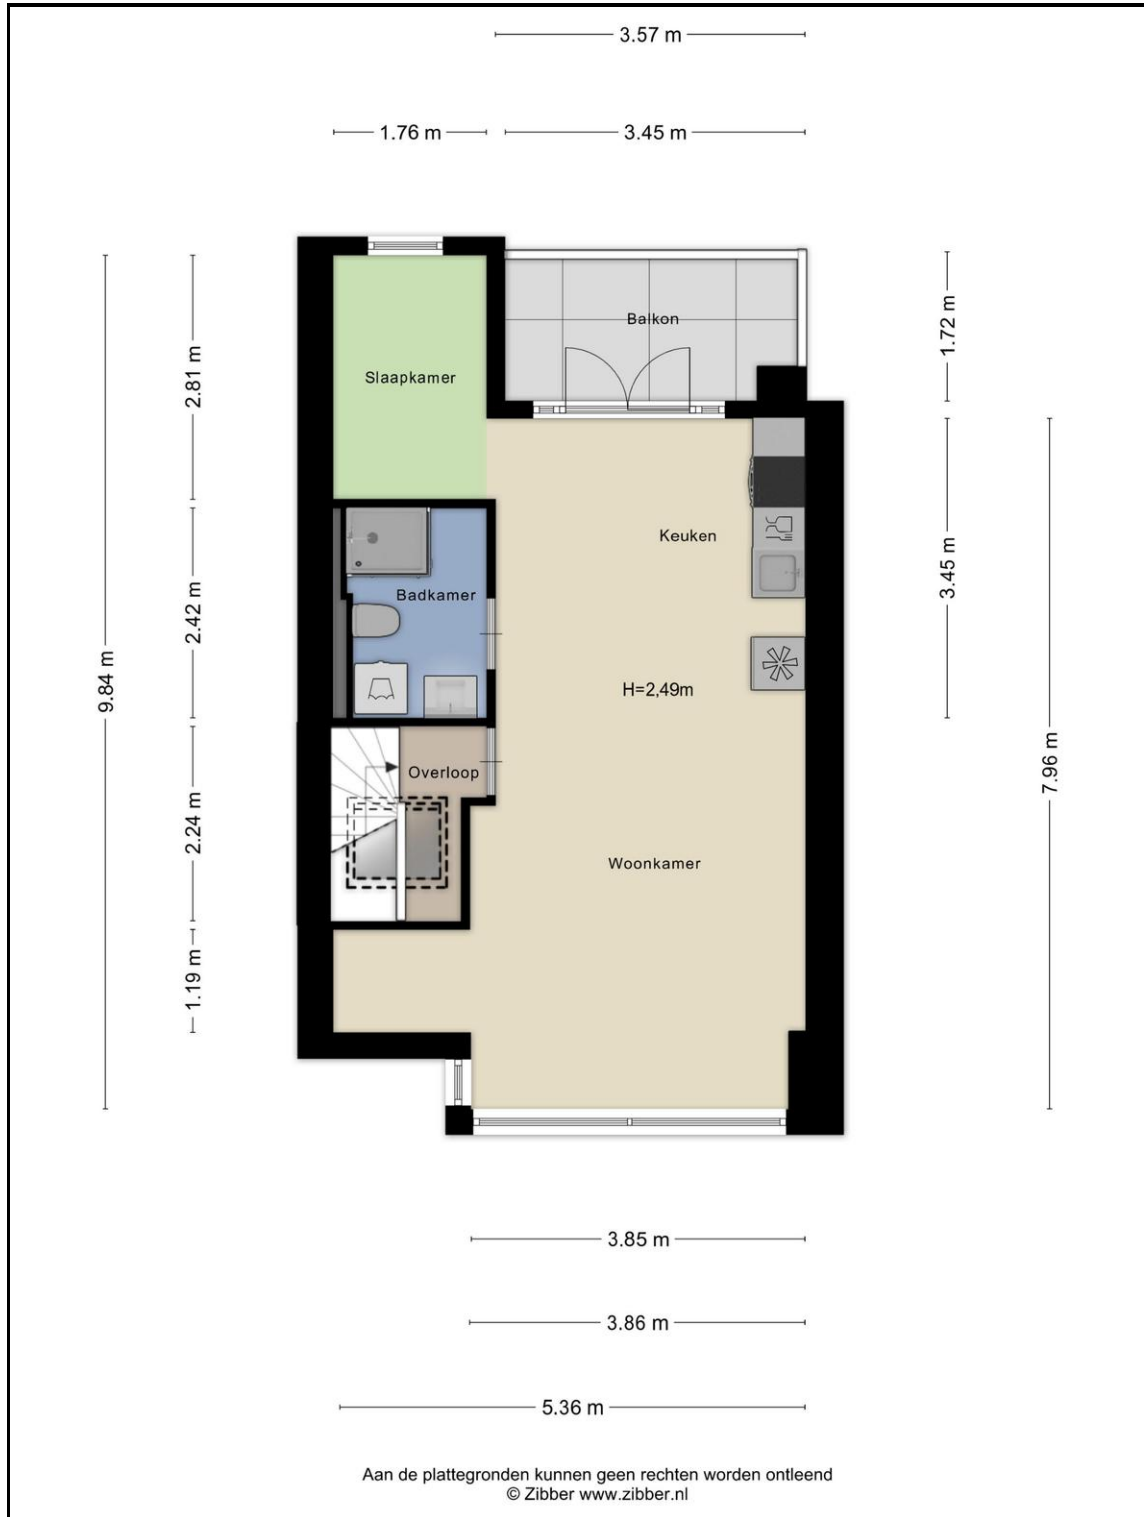 3.57 m
1.76 m
3.45 m
Balkon
1.72 m
2.81 m
Slaapkamer
Keuken
3.45 m
2.42 m
Badkamer
9.84 m
H=2,49m
7.96 m
Overloop
2.24 m
Woonkamer
1.19 m
3.85 m
3.86 m
5.36 m
Aan de plattegronden kunnen geen rechten worden ontleend
© Zibber www.zibber.nl